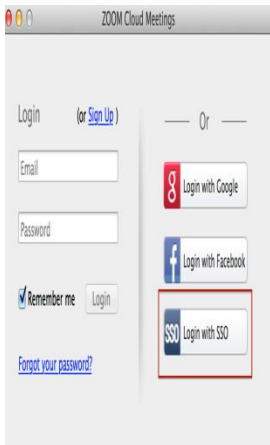 ZOOM Cloud Meetings
Login (or Sign Up )
Email
Password
Remember me Login
Forgot your password?
Or
g Login with Google
f Login with Facebook
SSO Login with SSO